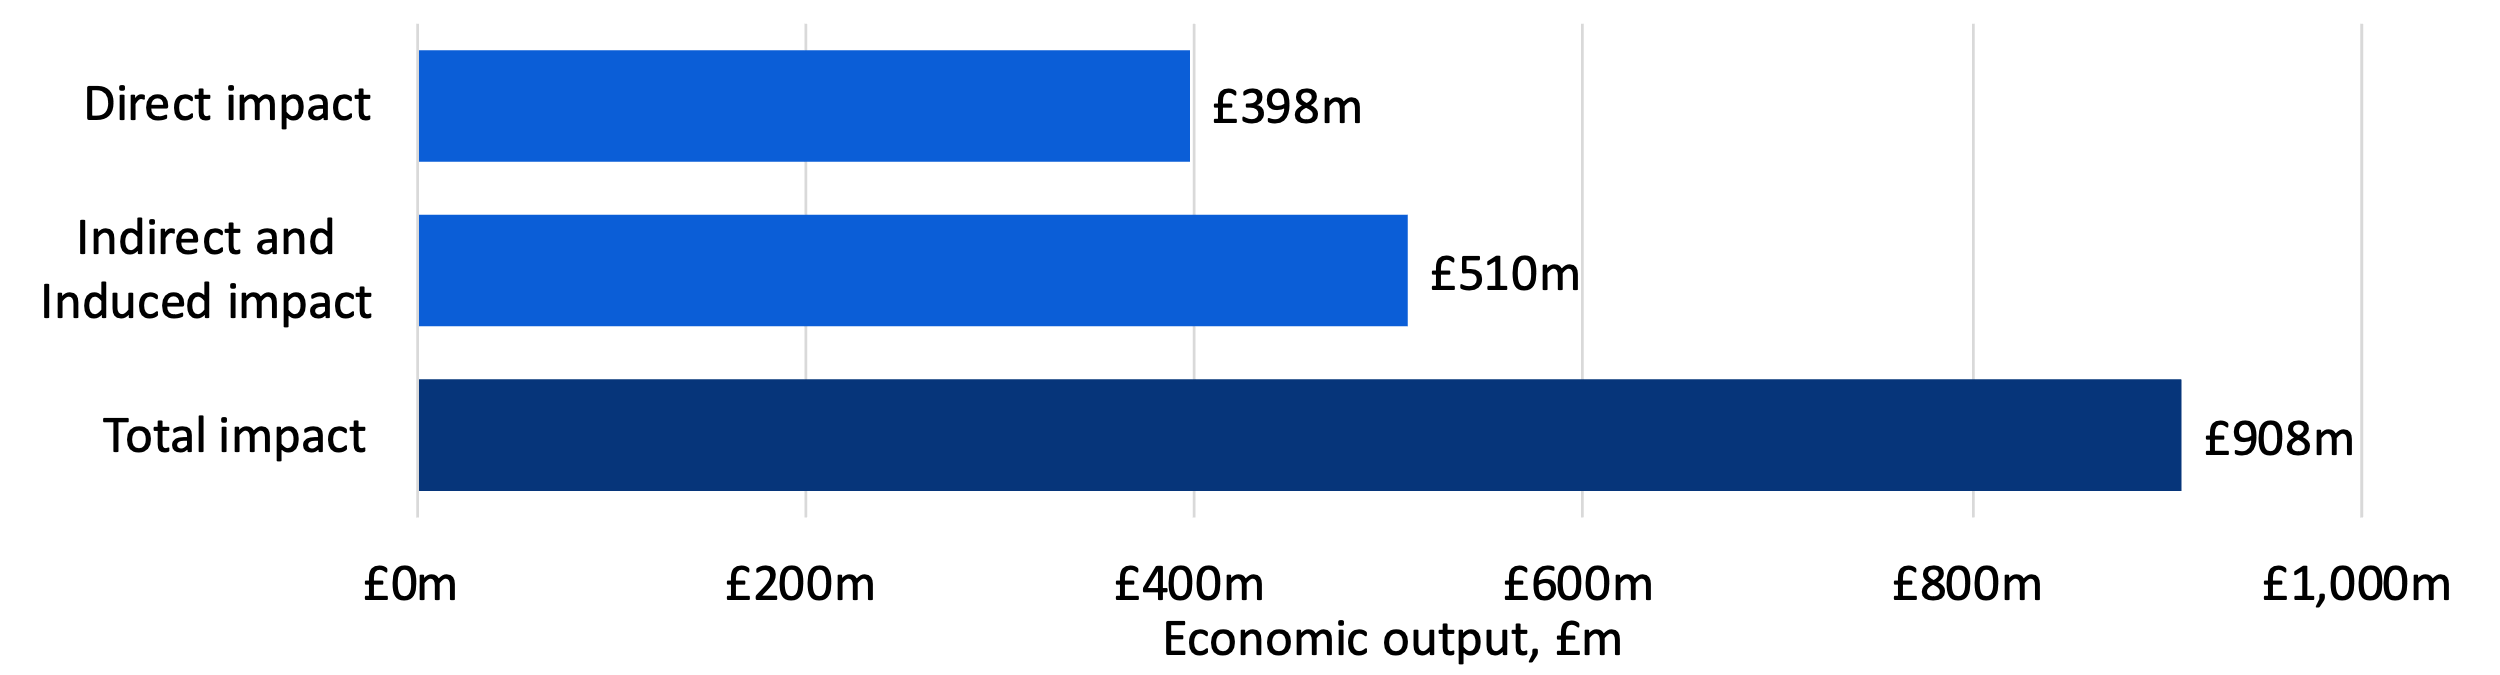 Direct impact
£398m
Indirect and
Induced impact
£510m
Total impact
£908m
£0m
£200m
£400m
£600m
£800m
£1,000m
Economic output, £m